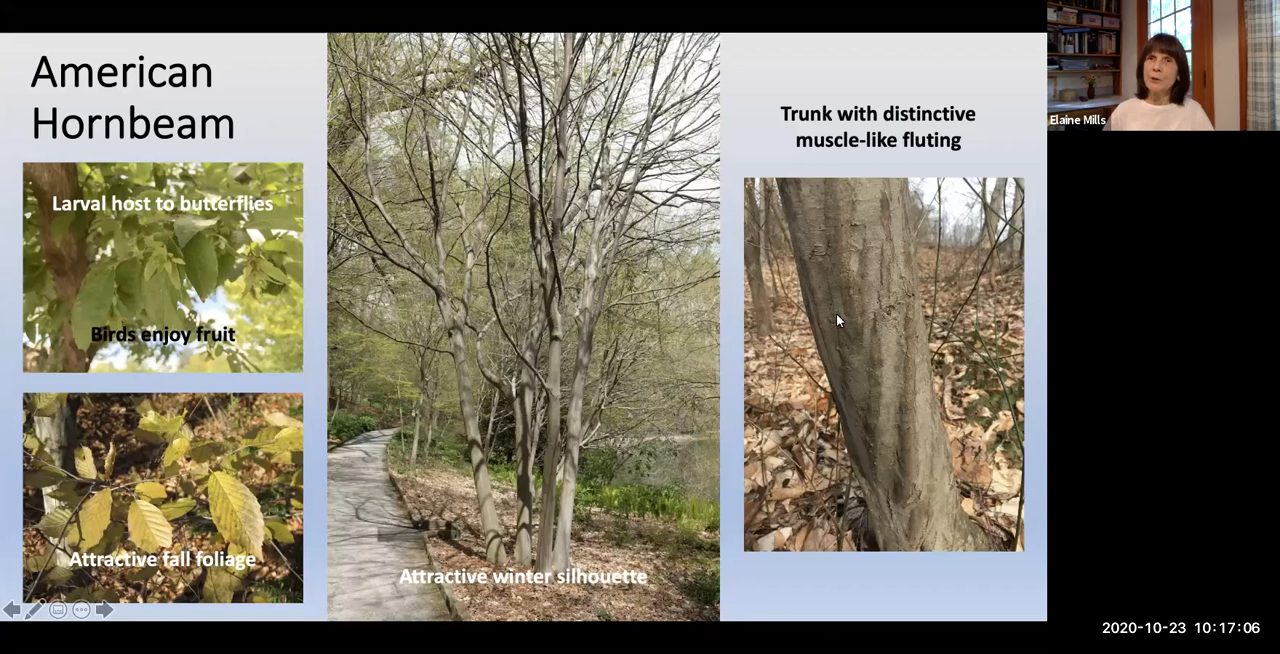 American
Hornbeam
Larval host to butterflies
Birds enjoy fruit
Attractive fall foliage
Attractive winter silhouette
Trunk with distinctive
muscle-like fluting
Elaine Mills
2020-10-23 10:17:06